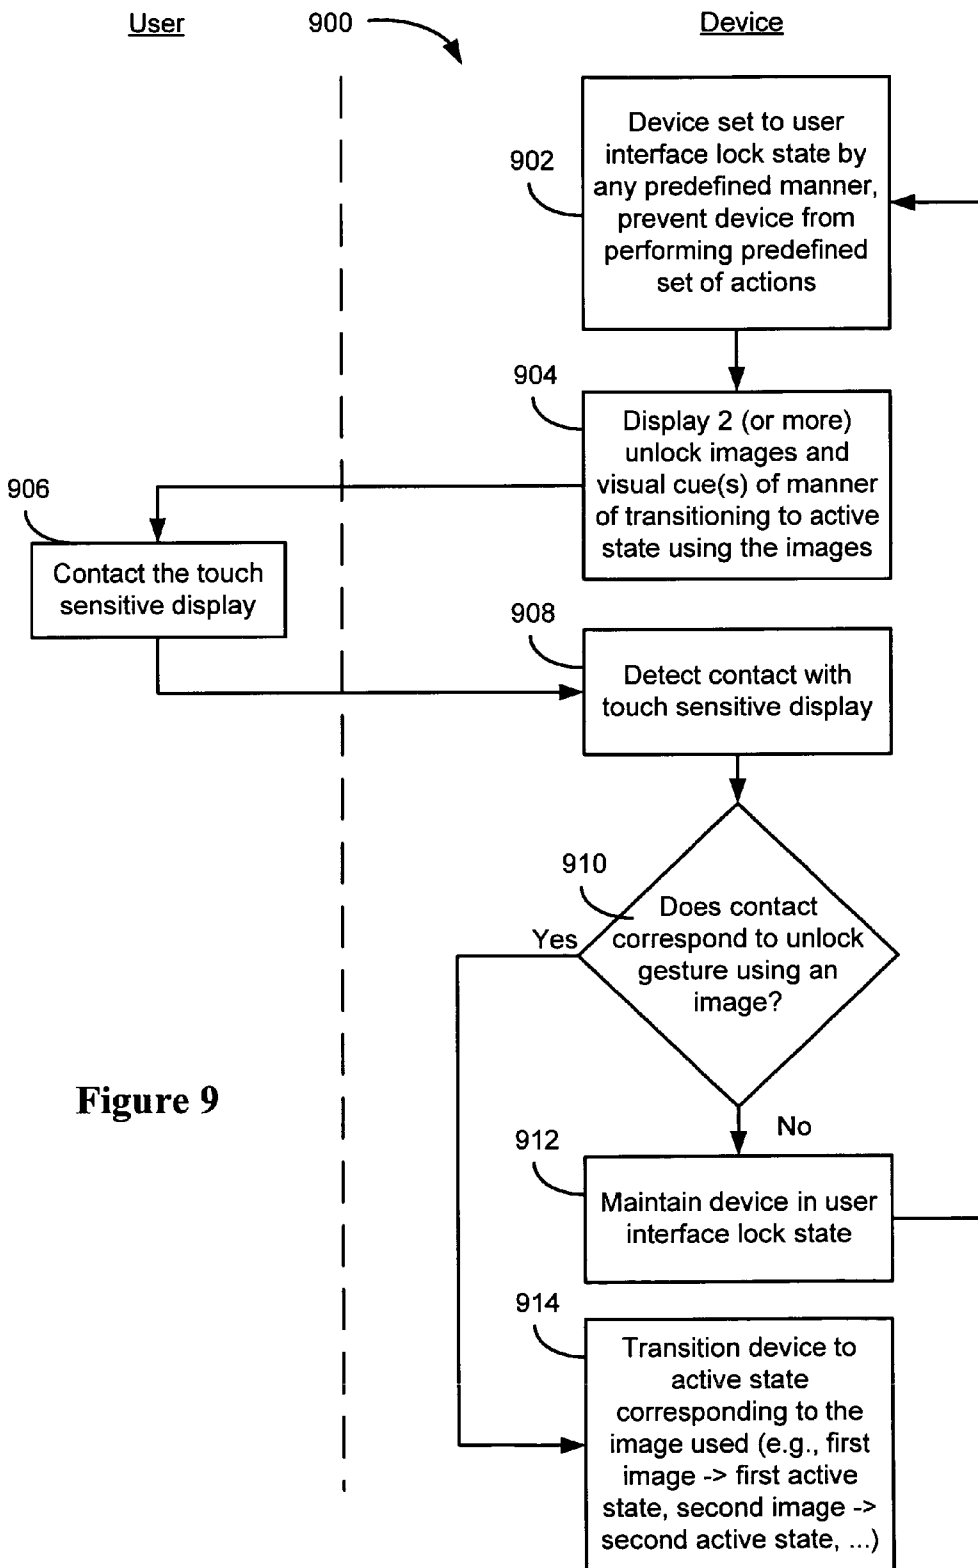 User
900
Device
902
Device set to user
interface lock state by
any predefined manner,
prevent device from
performing predefined
set of actions
904
Display 2 (or more)
unlock images and
visual cue(s) of manner
of transitioning to active
state using the images
906
Contact the touch
sensitive display
908
Detect contact with
touch sensitive display
910
Does contact
correspond to unlock
gesture using an
image?
Yes
No
Figure 9
912
Maintain device in user
interface lock state
914
Transition device to
active state
corresponding to the
image used (e.g., first
image -> first active
state, second image ->
second active state, ...)